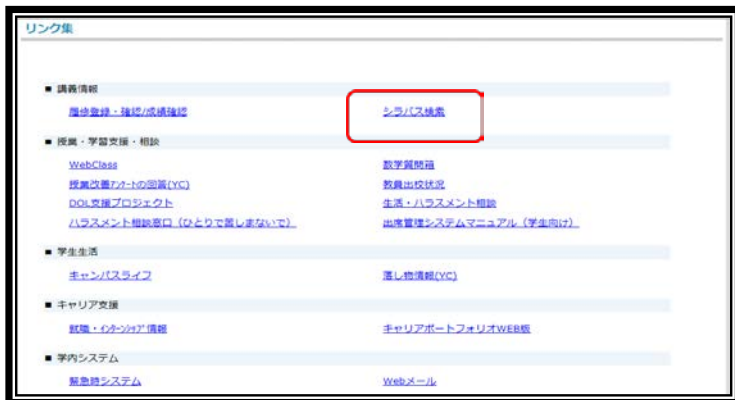 リンク集
■ 講義情報
履修登録・確認/成績確認 シラバス検索
■ 授業・学習支援・相談
WebClass 数学質問箱
授業改善アンケートの回答(YC) 教員出校状況
DOL支援プロジェクト 生活・ハラスメント相談
ハラスメント相談窓口（ひとりで苦しまないで） 出席管理システムマニュアル（学生向け）
■ 学生生活
キャンパスライフ 落し物情報(YC)
■ キャリア支援
就職・インターンシップ情報 キャリアポートフォリオWEB版
■ 学内システム
緊急時システム Webメール